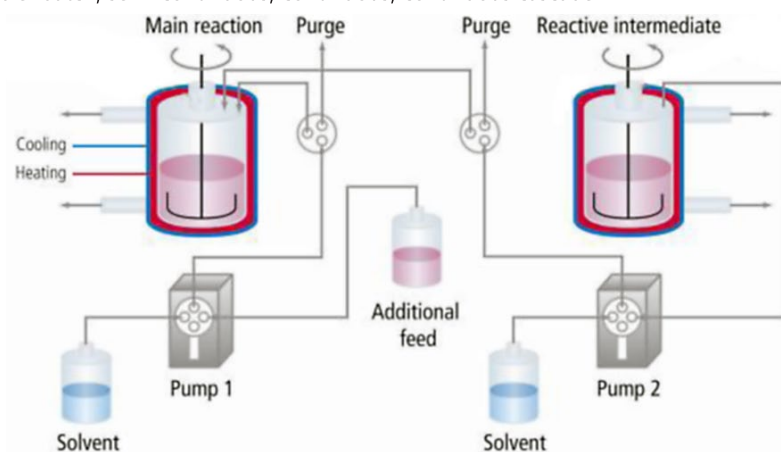 Main reaction
Purge
Purge
Reactive intermediate
Cooling
Heating
Additional
feed
Pump 1
Pump 2
Solvent
Solvent